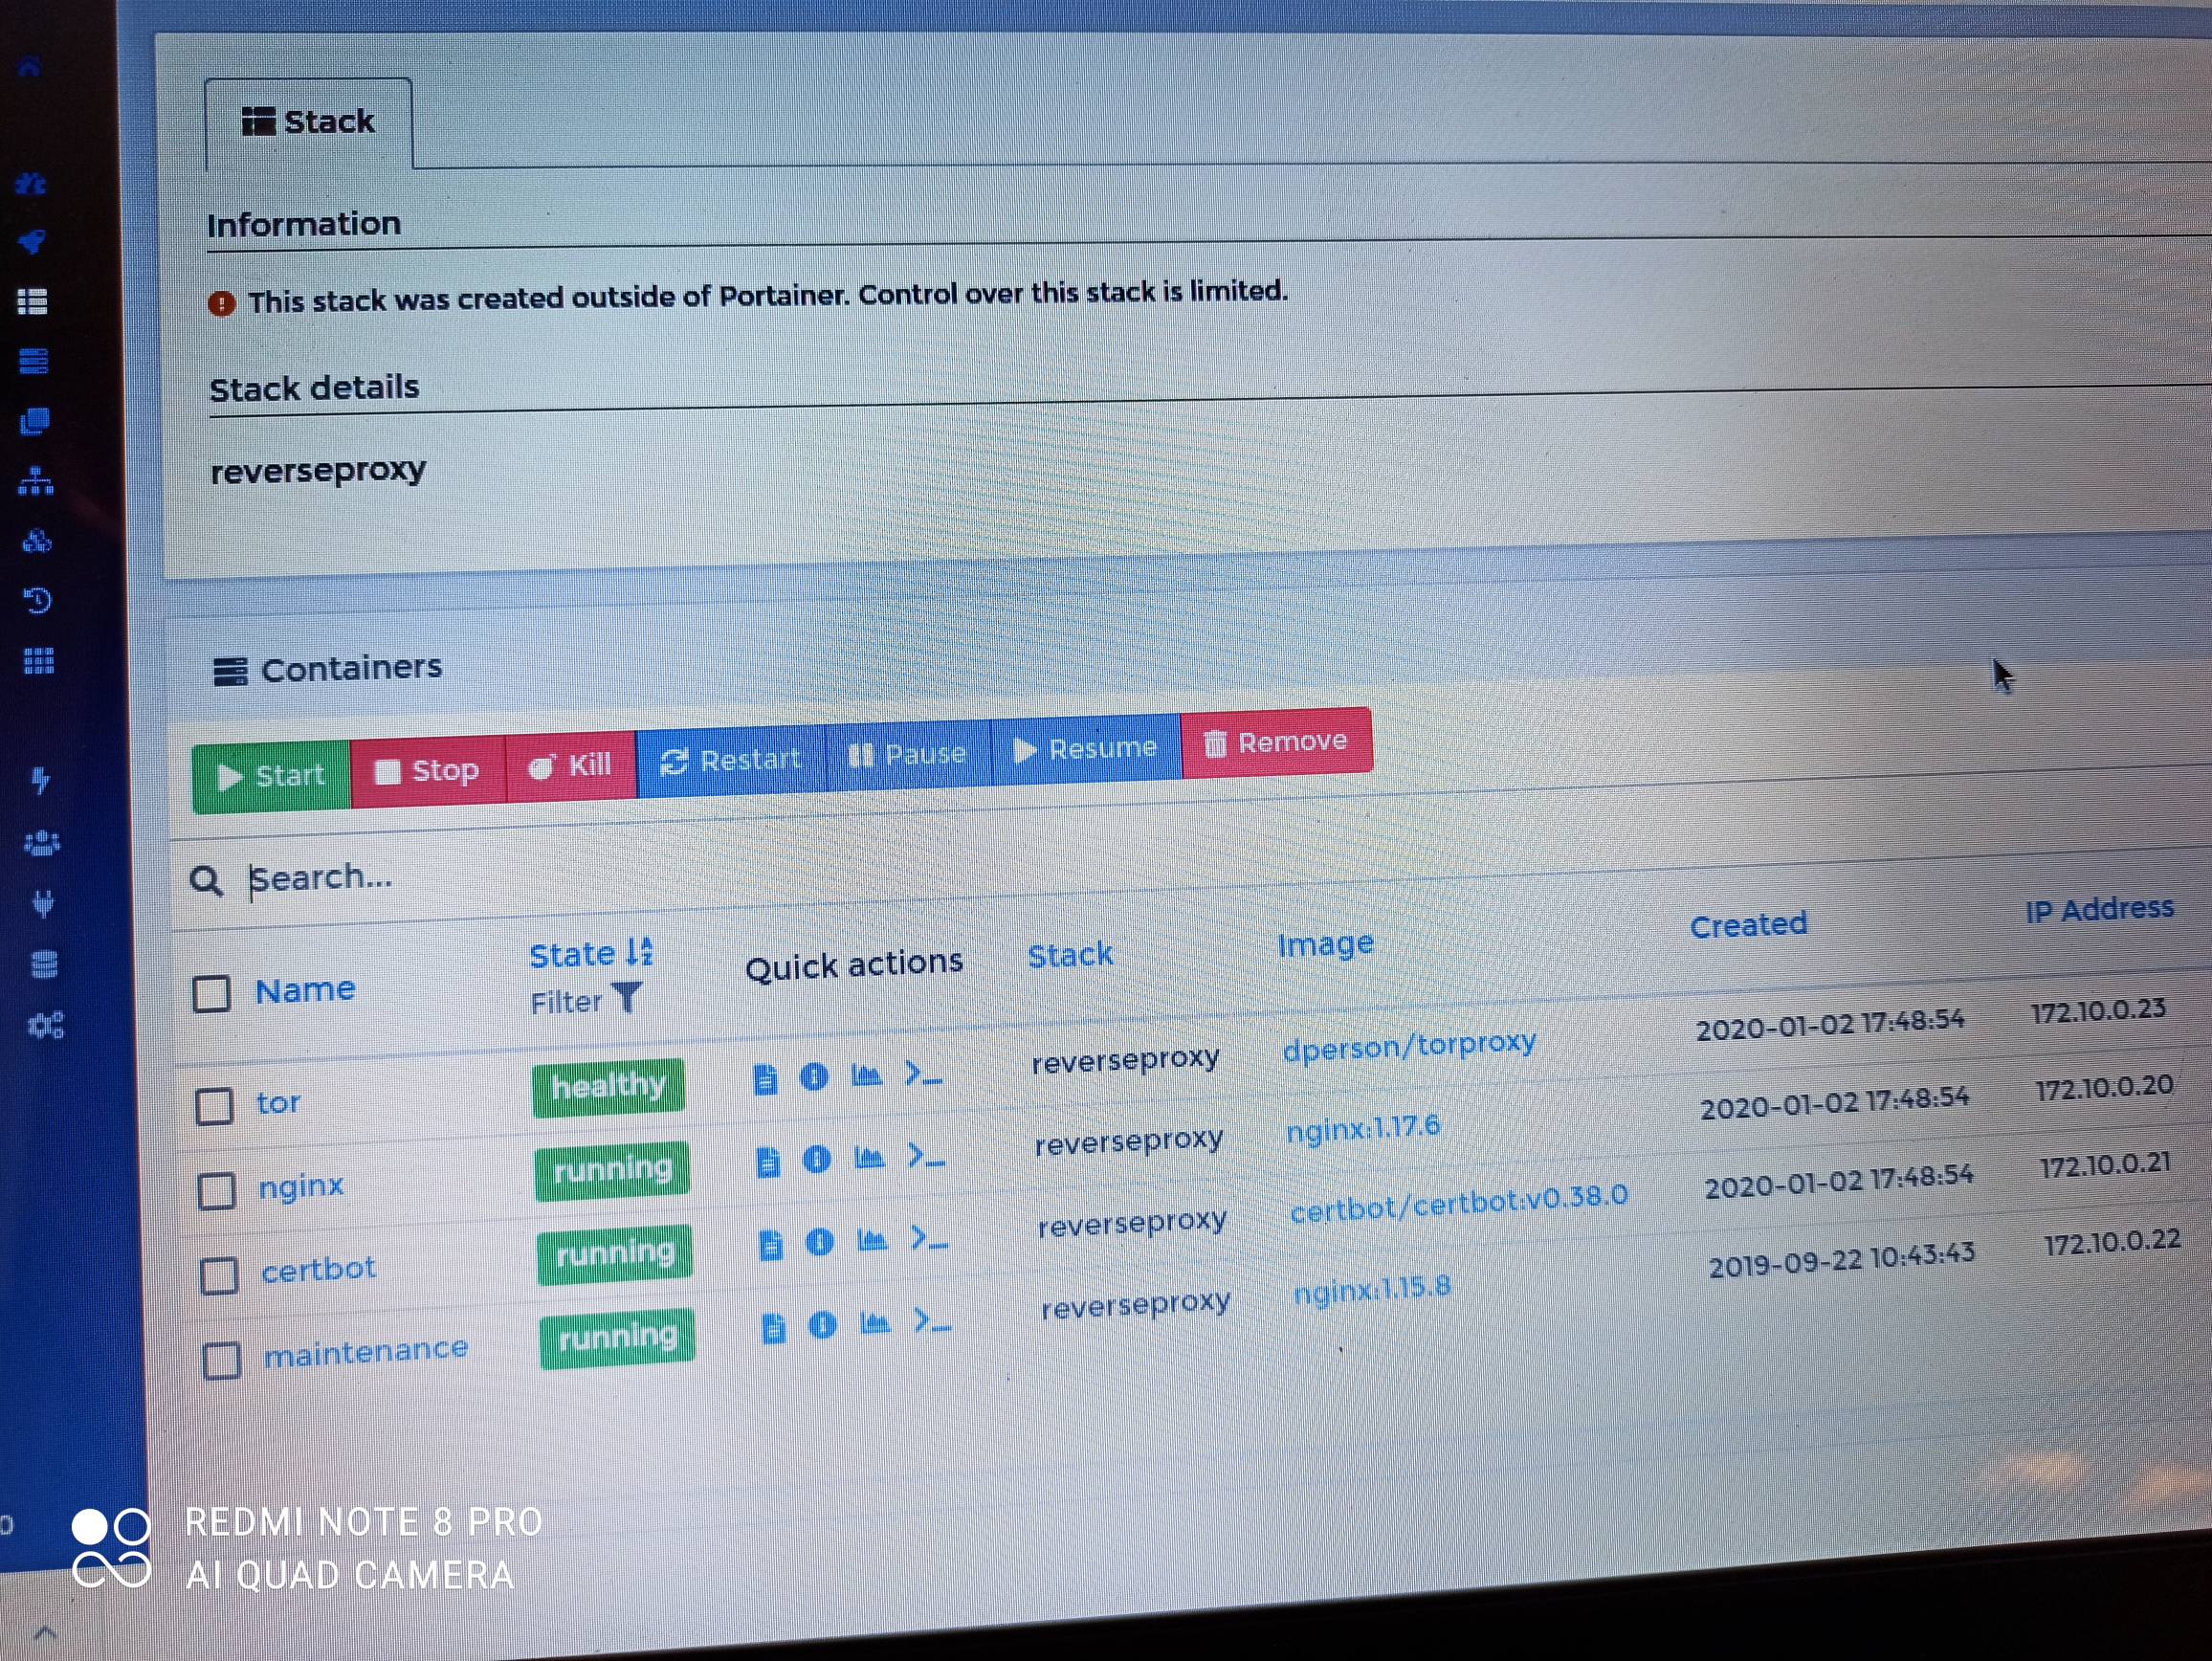 Stack
Information
This stack was created outside of Portainer. Control over this stack is limited.
Stack details
reverseproxy
Containers
Start Stop Kill Restart Pause Resume Remove
Search...
Name State Filter Quick actions Stack Image Created IP Address
tor healthy reverseproxy dperson/torproxy 2020-01-02 17:48:54 172.10.0.23
nginx running reverseproxy nginx:1.17.6 2020-01-02 17:48:54 172.10.0.20
certbot running reverseproxy certbot/certbot:v0.38.0 2020-01-02 17:48:54 172.10.0.21
maintenance running reverseproxy nginx:1.15.8 2019-09-22 10:43:43 172.10.0.22
REDMI NOTE 8 PRO
AI QUAD CAMERA